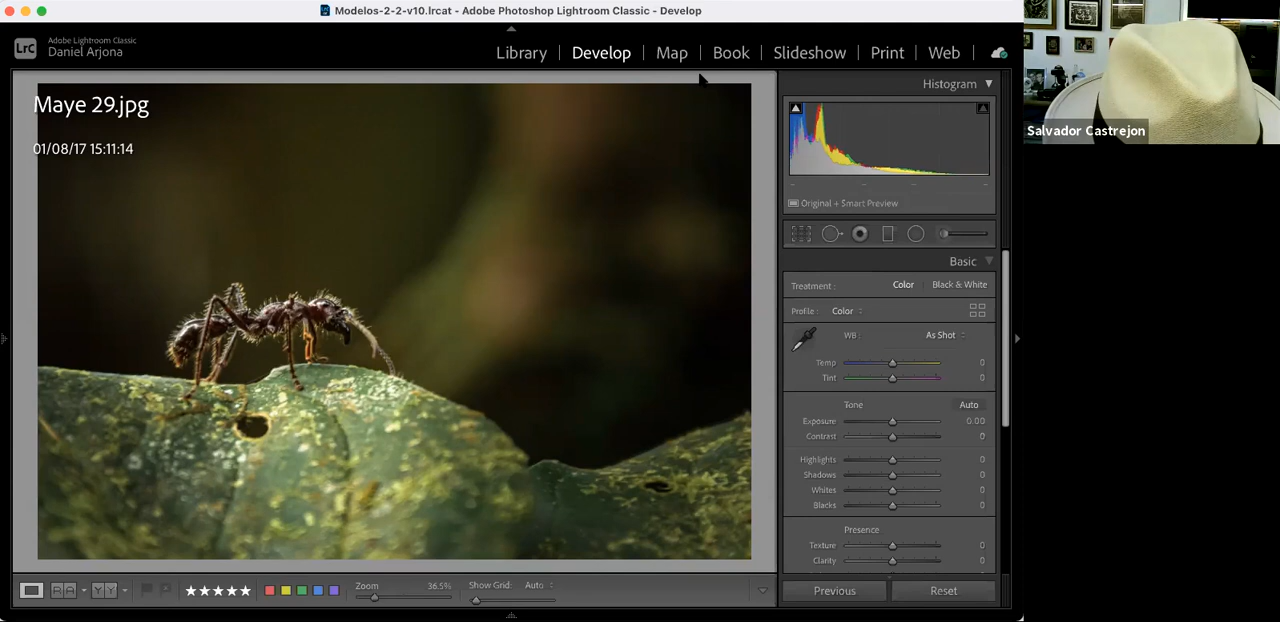 Modelos-2-2-v10.lrcat - Adobe Photoshop Lightroom Classic - Develop
LrC
Adobe Lightroom Classic
Daniel Arjona
Library
Develop
Map
Book
Slideshow
Print
Web
Maye 29.jpg
01/08/17 15:11:14
Histogram
Original + Smart Preview
Basic
Treatment :
Color
Black & White
Profile :
Color
WB :
As Shot
Temp
0
Tint
0
Tone
Auto
Exposure
0.00
Contrast
0
Highlights
0
Shadows
0
Whites
0
Blacks
0
Presence
Texture
0
Clarity
0
Zoom
36.5%
Show Grid:
Auto
Previous
Reset
Salvador Castrejon